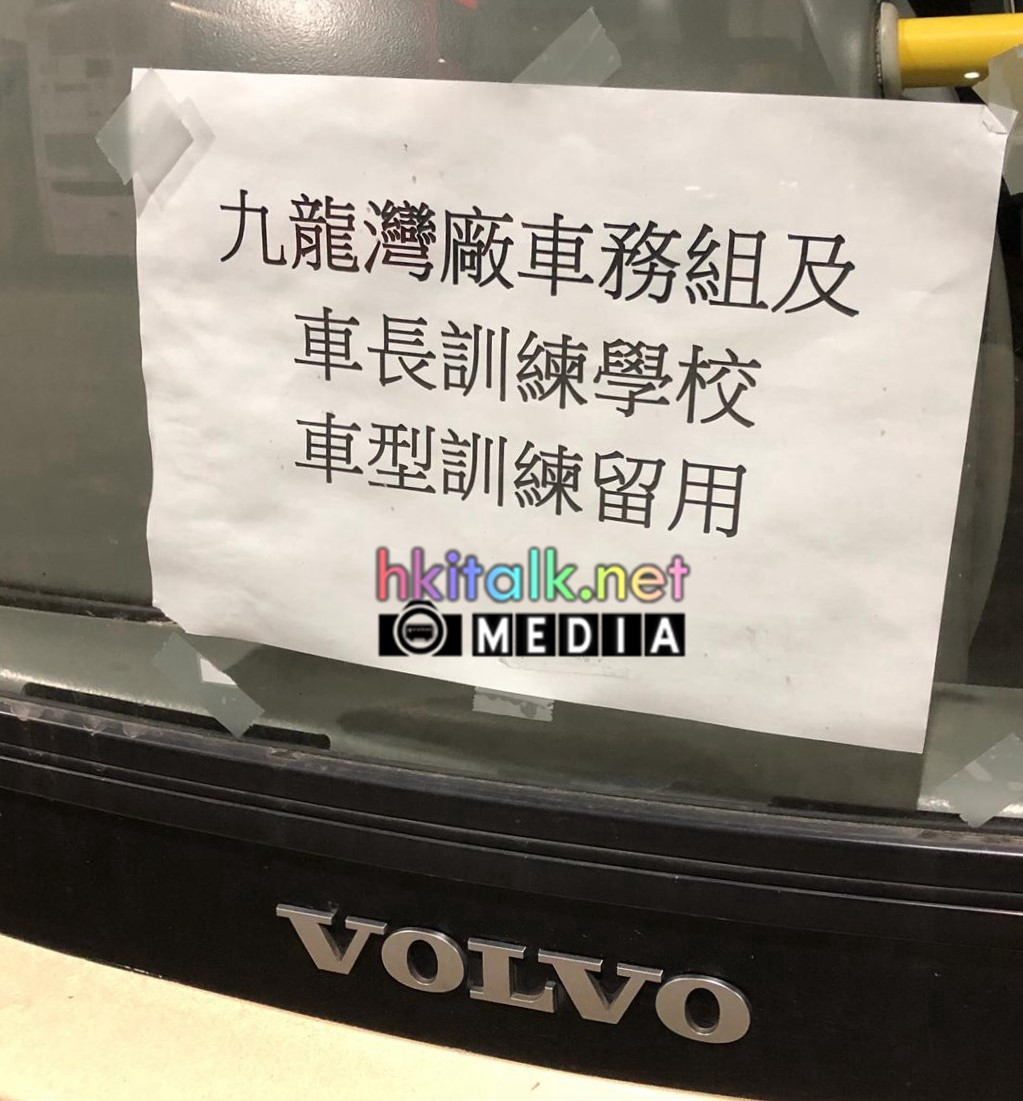 九龍灣廠車務組及
車長訓練學校
車型訓練留用
hkitalk.net
MEDIA
VOLVO